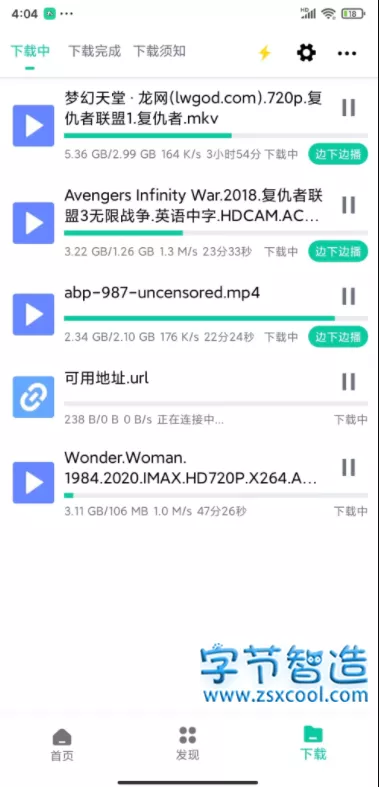 4:04
HD
18
下载中 下载完成 下载须知
梦幻天堂 · 龙网(lwgod.com).720p.复
仇者联盟1.复仇者.mkv
5.36 GB/2.99 GB 164 K/s 3小时54分 下载中 边下边播
Avengers Infinity War.2018.复仇者联
盟3无限战争.英语中字.HDCAM.AC...
3.22 GB/1.26 GB 1.3 M/s 23分33秒 下载中 边下边播
abp-987-uncensored.mp4
2.34 GB/2.10 GB 176 K/s 22分24秒 下载中 边下边播
可用地址.url
238 B/0 B 0 B/s 正在连接中... 下载中
Wonder.Woman.
1984.2020.IMAX.HD720P.X264.A...
3.11 GB/106 MB 1.0 M/s 47分26秒 下载中
字节智造
www.zsxcool.com
首页 发现 下载